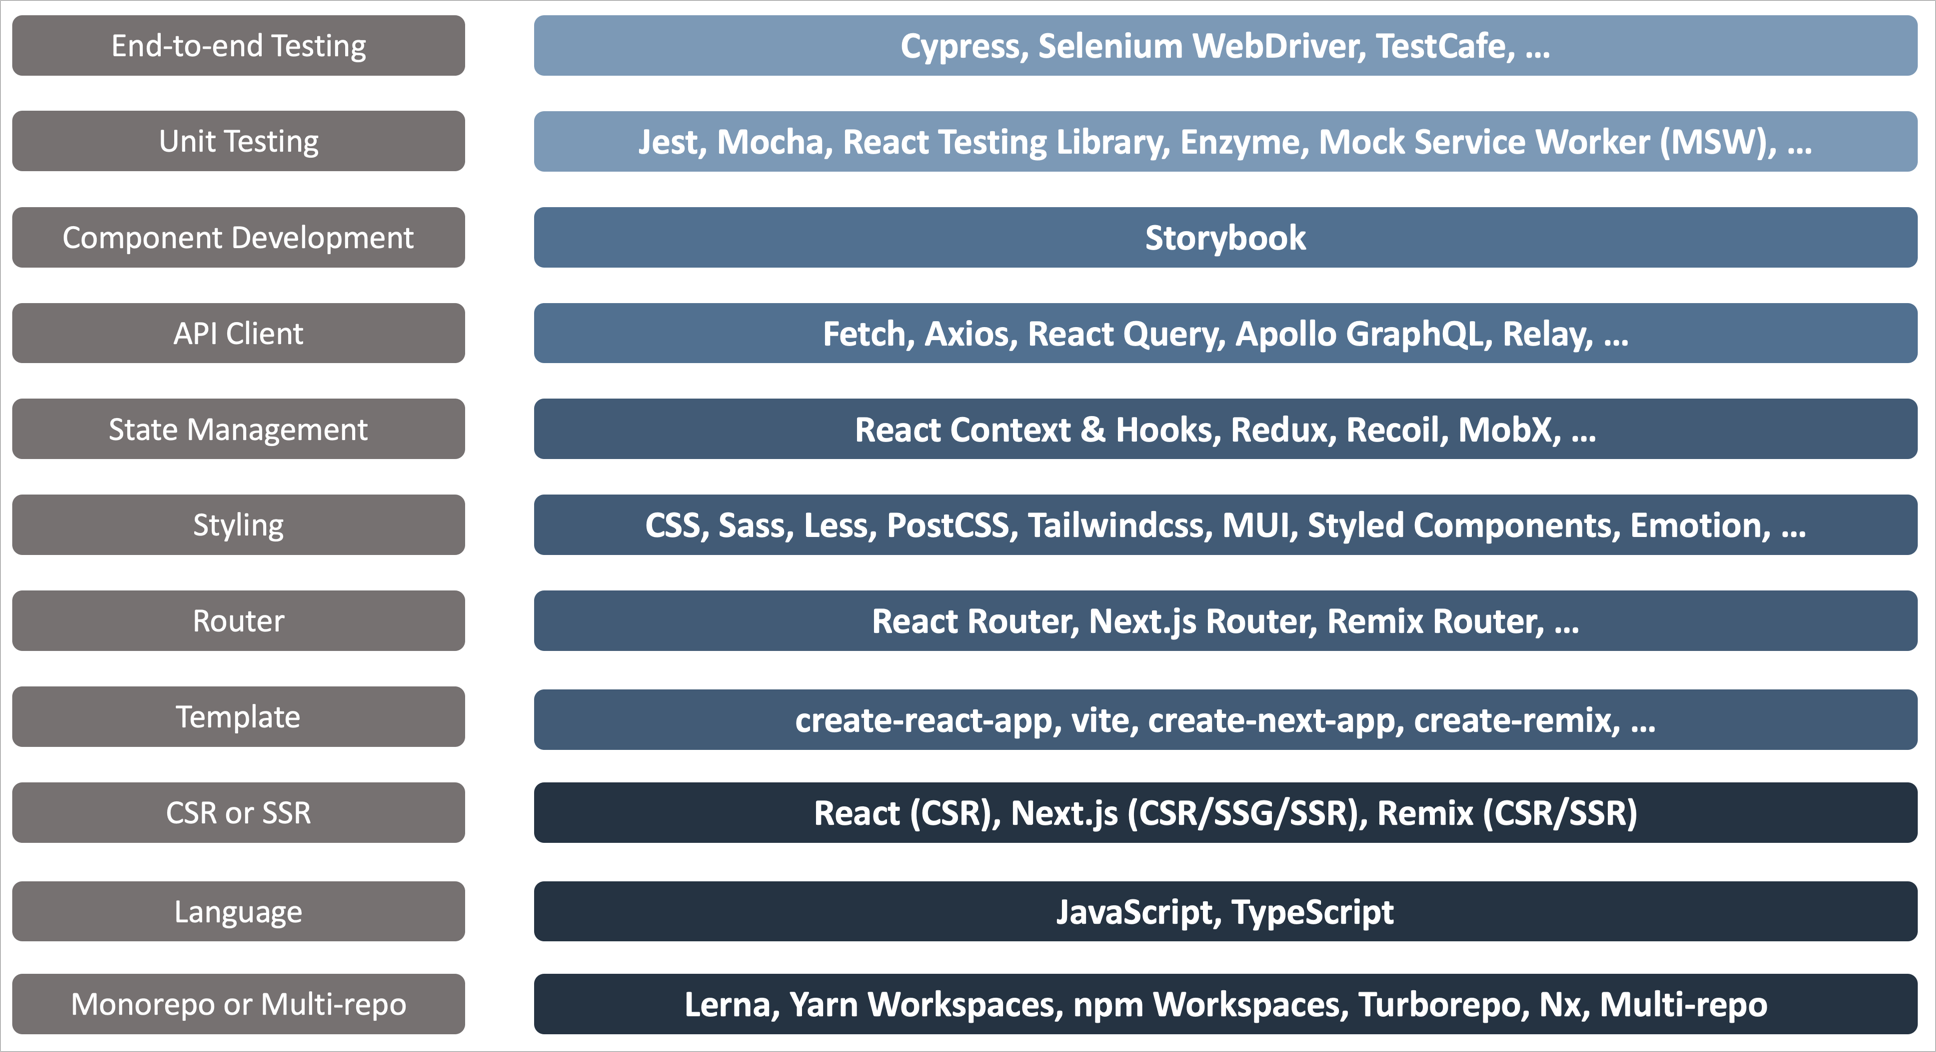 End-to-end Testing
Cypress, Selenium WebDriver, TestCafe, ...
Unit Testing
Jest, Mocha, React Testing Library, Enzyme, Mock Service Worker (MSW), ...
Component Development
Storybook
API Client
Fetch, Axios, React Query, Apollo GraphQL, Relay, ...
State Management
React Context & Hooks, Redux, Recoil, MobX, ...
Styling
CSS, Sass, Less, PostCSS, Tailwindcss, MUI, Styled Components, Emotion, ...
Router
React Router, Next.js Router, Remix Router, ...
Template
create-react-app, vite, create-next-app, create-remix, ...
CSR or SSR
React (CSR), Next.js (CSR/SSG/SSR), Remix (CSR/SSR)
Language
JavaScript, TypeScript
Monorepo or Multi-repo
Lerna, Yarn Workspaces, npm Workspaces, Turborepo, Nx, Multi-repo